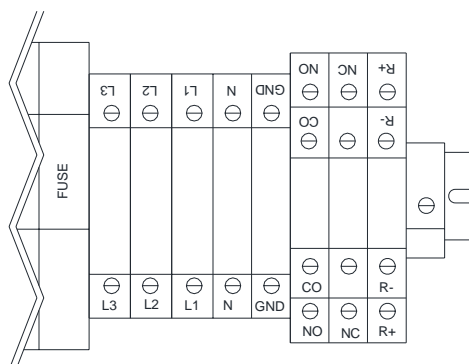 NO NC R+
L3 L2 L1 N GND
CO R-
FUSE
CO R-
L3 L2 L1 N GND
NO NC R+